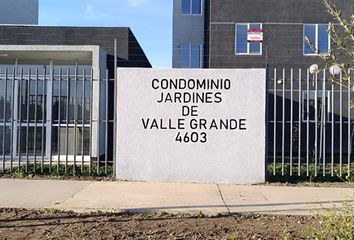 CONDOMINIO
JARDINES
DE
VALLE GRANDE
4603